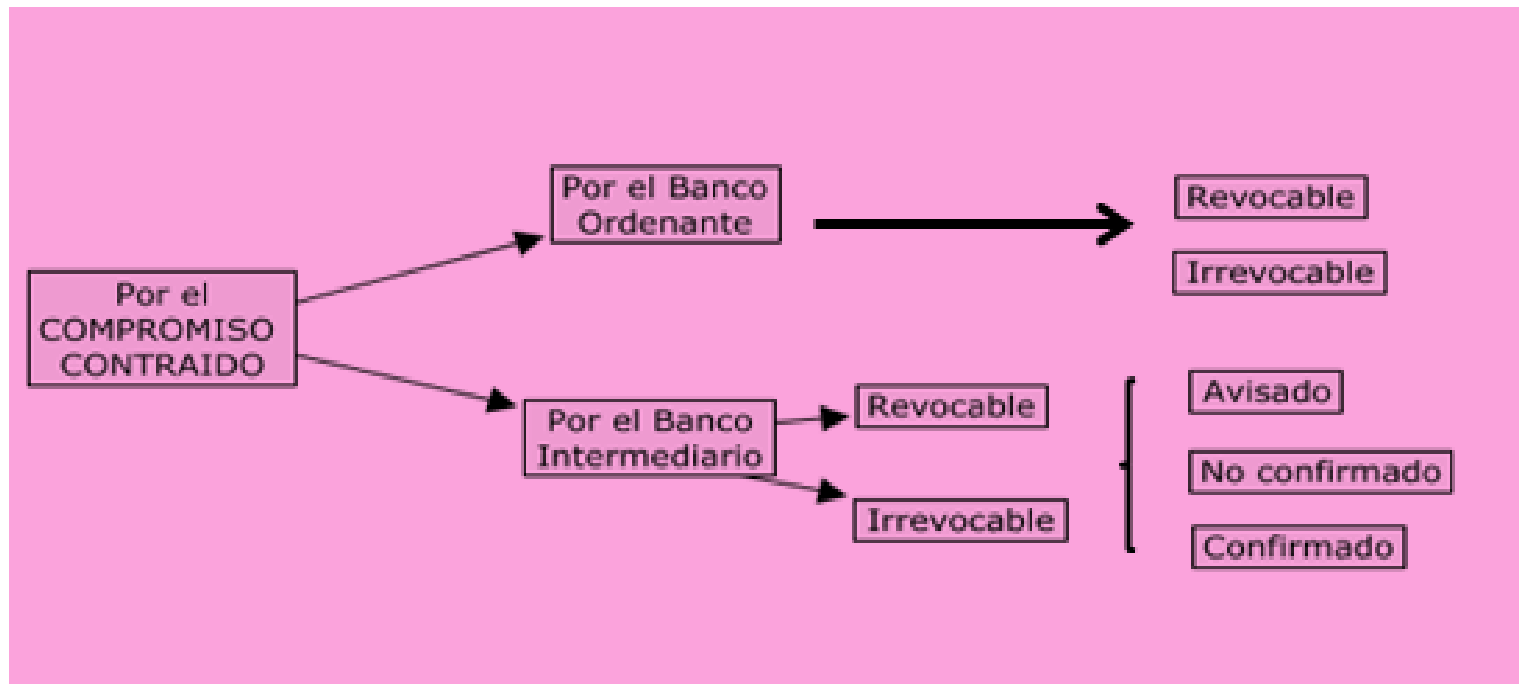 Por el
COMPROMISO
CONTRAIDO
Por el Banco
Ordenante
Revocable
Irrevocable
Por el Banco
Intermediario
Revocable
Irrevocable
Avisado
No confirmado
Confirmado